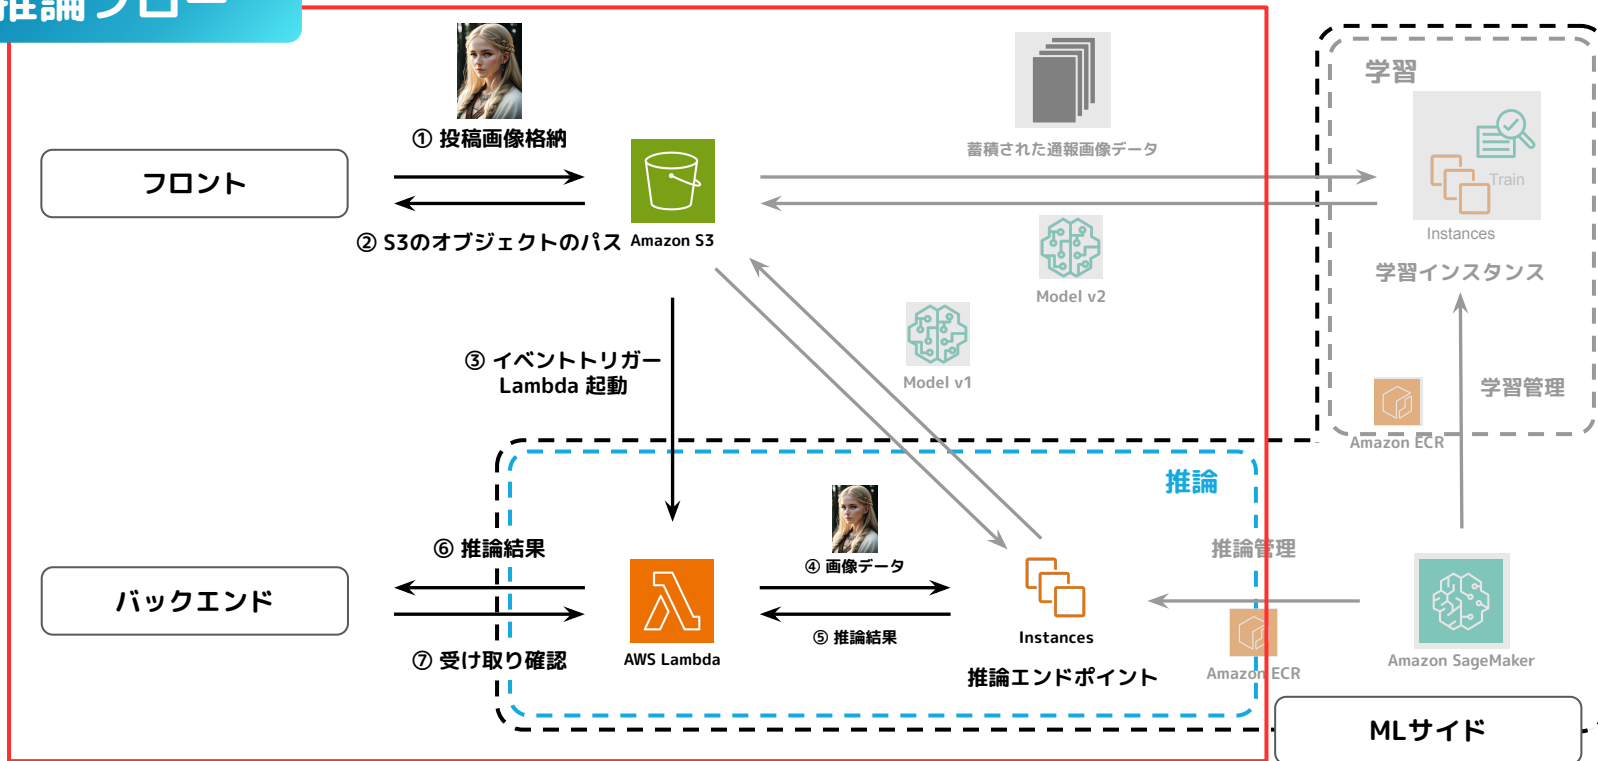 推論フロー
① 投稿画像格納
フロント
② S3のオブジェクトのパス
Amazon S3
蓄積された通報画像データ
学習
Train
Instances
学習インスタンス
Model v2
Model v1
③ イベントトリガー
Lambda 起動
学習管理
Amazon ECR
推論
⑥ 推論結果
④ 画像データ
推論管理
バックエンド
⑤ 推論結果
Instances
⑦ 受け取り確認
AWS Lambda
推論エンドポイント
Amazon ECR
Amazon SageMaker
MLサイド